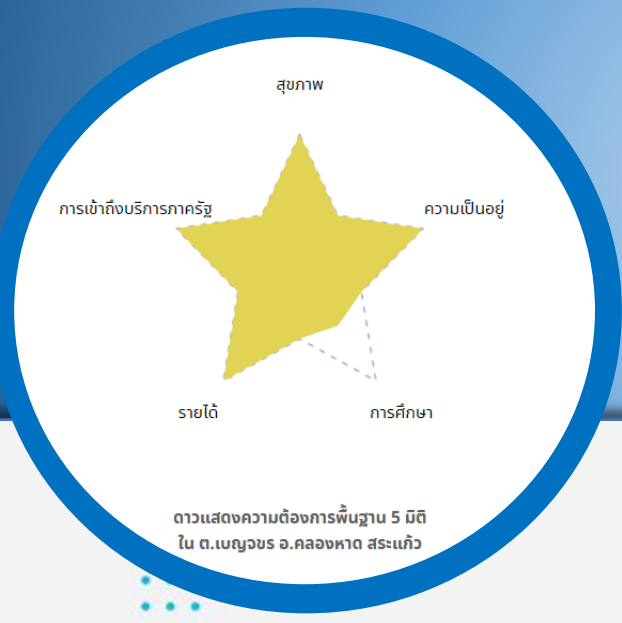 สุขภาพ
การเข้าถึงบริการภาครัฐ
ความเป็นอยู่
รายได้
การศึกษา
ดาวแสดงความต้องการพื้นฐาน 5 มิติ
ใน ต.เบญจขร อ.คลองหาด สระแก้ว